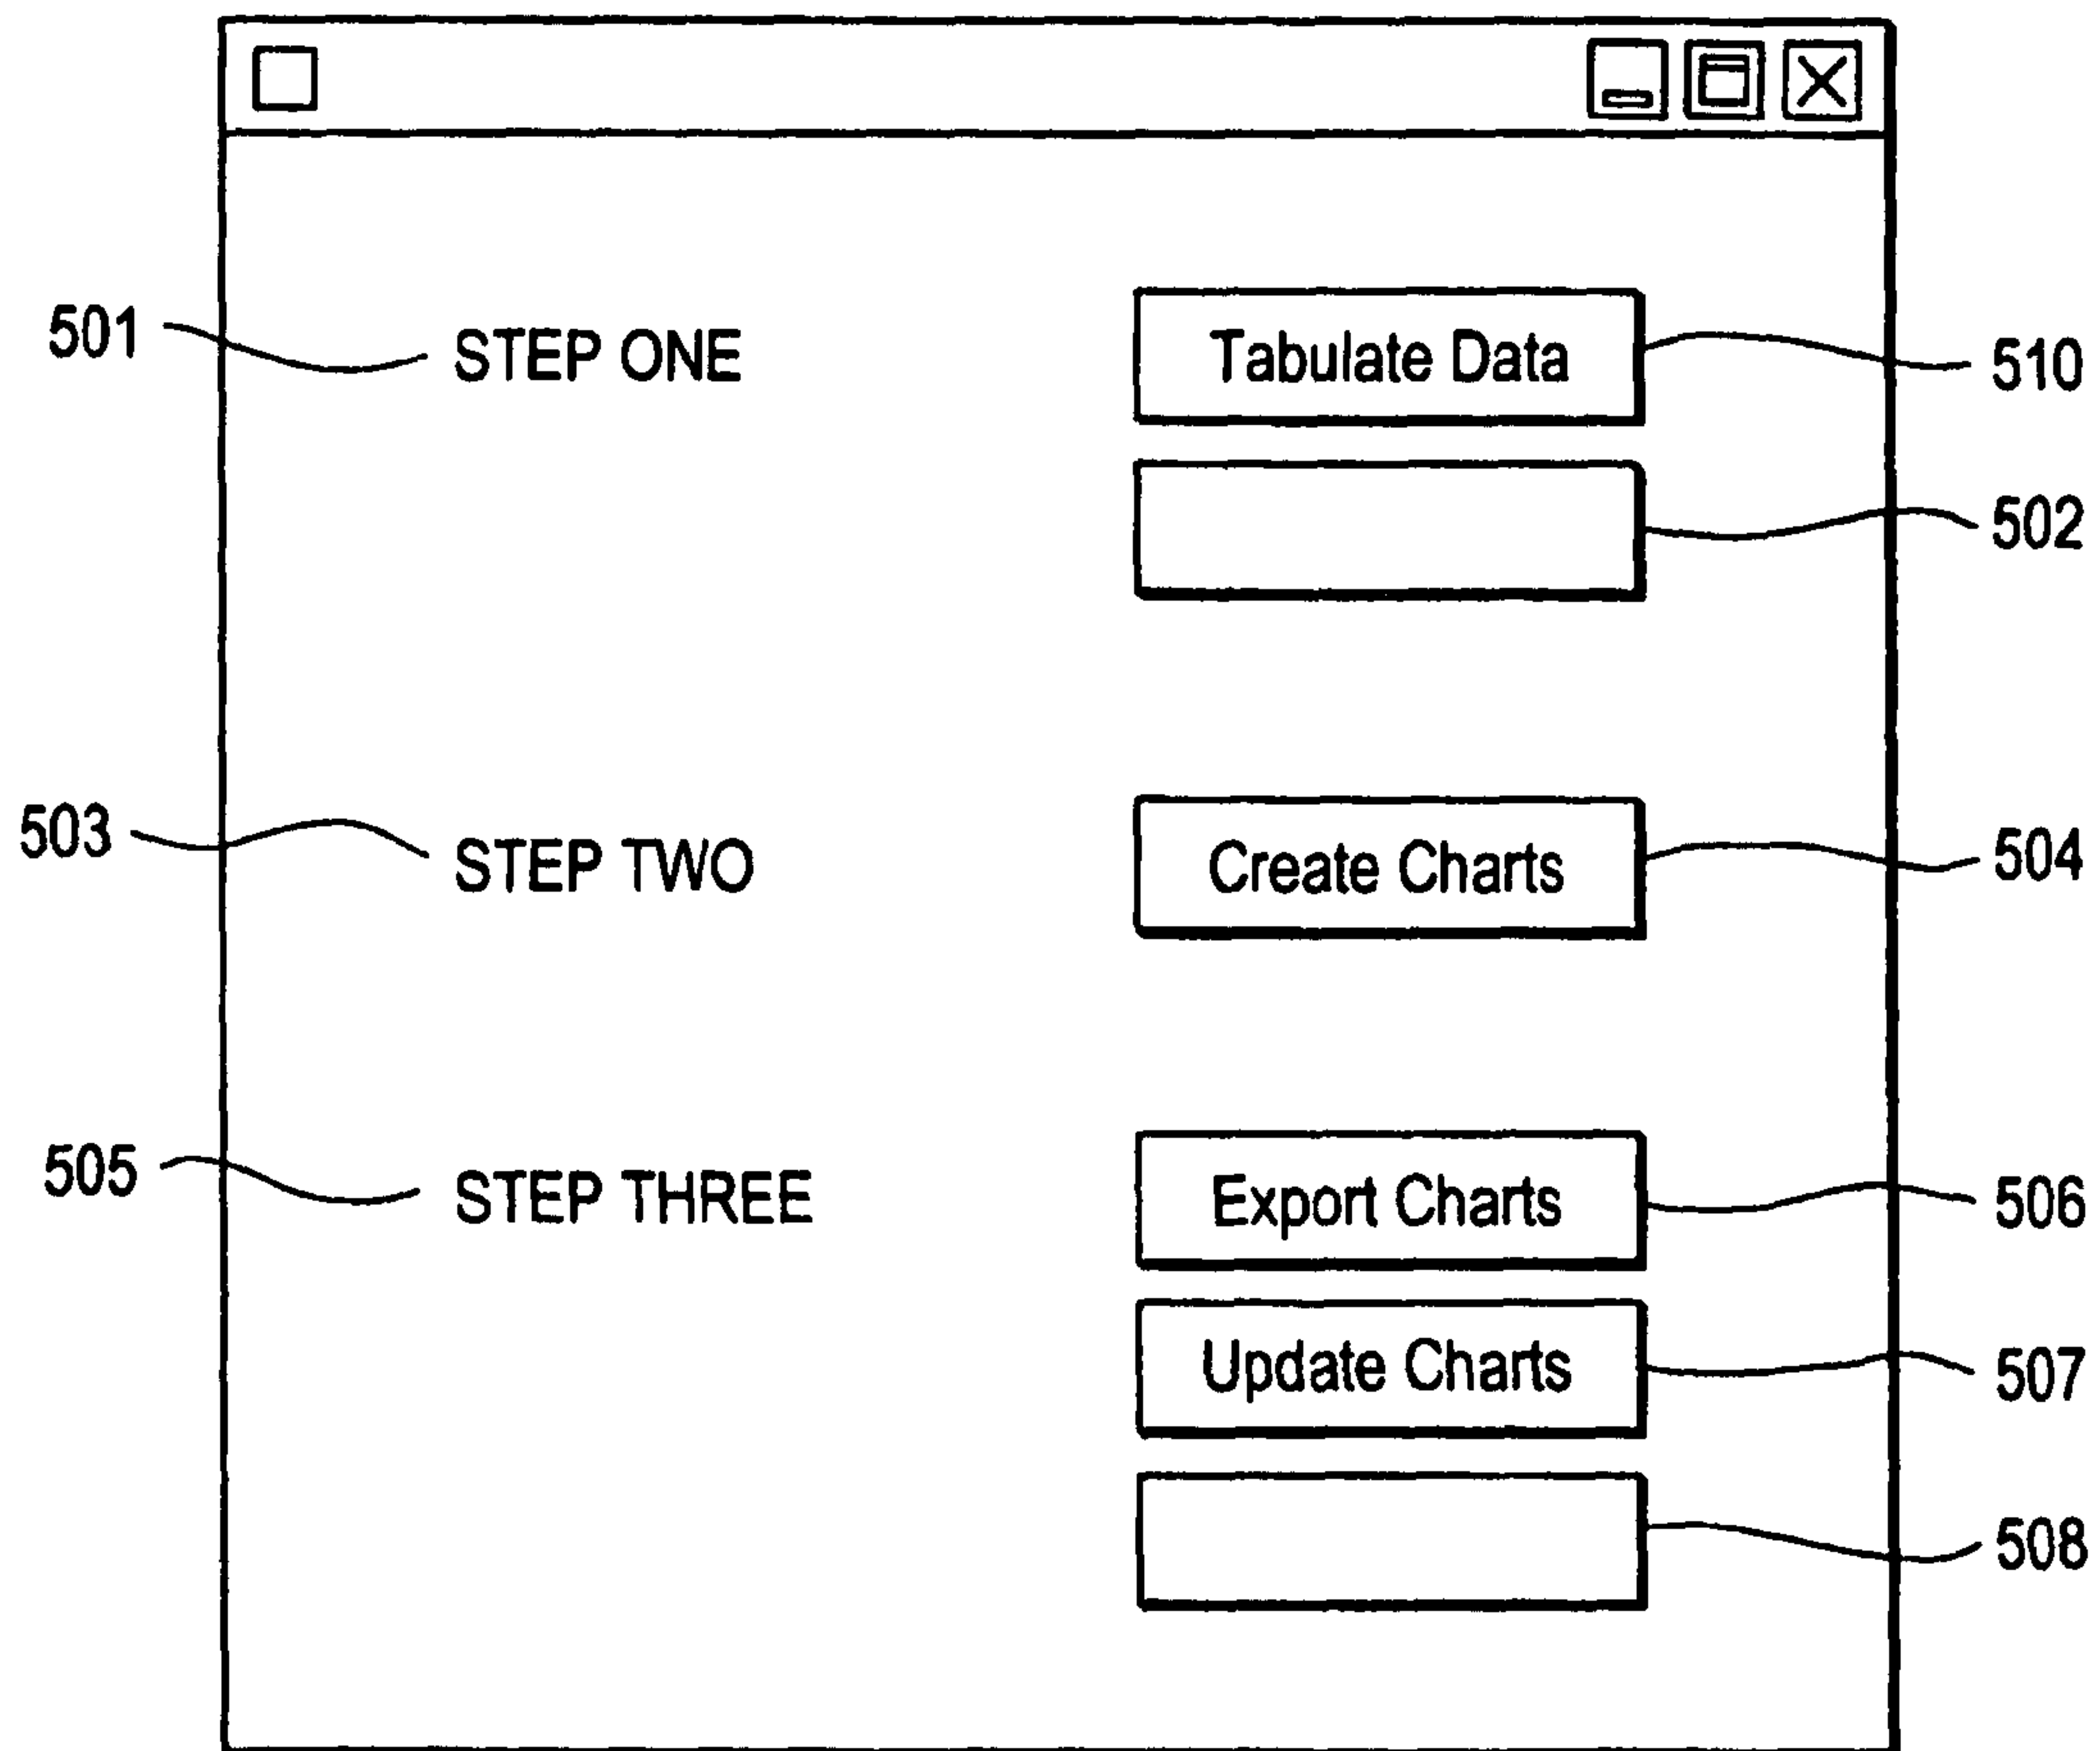 501 STEP ONE Tabulate Data 510
502
503 STEP TWO Create Charts 504
505 STEP THREE Export Charts 506
Update Charts 507
508